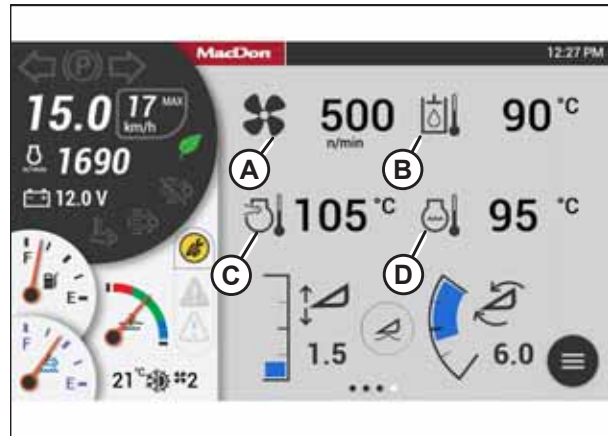 MacDon
12:27 PM
P
15.0 17 MAX km/h
n/min 1690
12.0 V
500 n/min
90 °C
A
B
105 °C
95 °C
C
D
F
E
F
E
21 °C 2
1.5
6.0